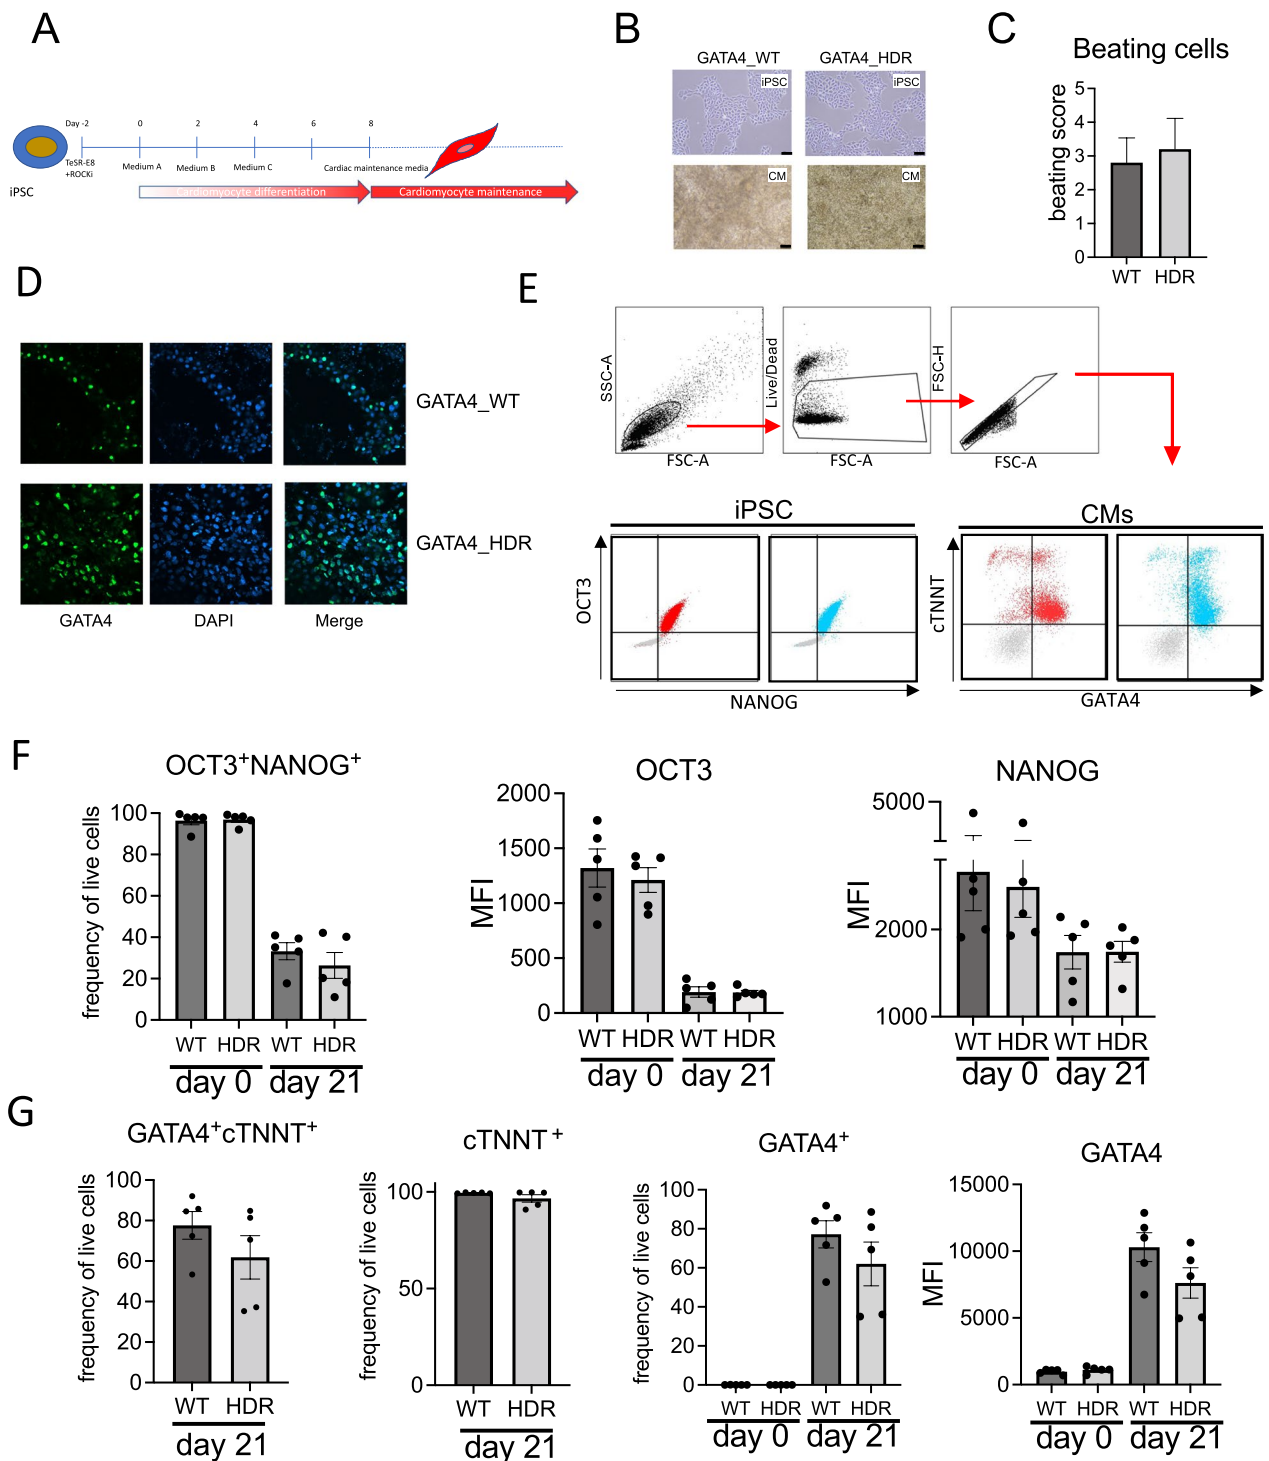 A
Day -2
0
2
4
6
8
TeSR-E8
+ROCKi
Medium A
Medium B
Medium C
Cardiac maintenance media
iPSC
Cardiomyocyte differentiation
Cardiomyocyte maintenance
B
GATA4_WT
GATA4_HDR
iPSC
iPSC
CM
CM
C
Beating cells
beating score
5
4
3
2
1
0
WT
HDR
D
GATA4_WT
GATA4_HDR
GATA4
DAPI
Merge
E
SSC-A
FSC-A
Live/Dead
FSC-A
FSC-H
FSC-A
iPSC
OCT3
NANOG
CMs
cTNNT
GATA4
F
OCT3+NANOG+
frequency of live cells
100
80
60
40
20
0
WT HDR WT HDR
day 0 day 21
OCT3
MFI
2000
1500
1000
500
0
WT HDR WT HDR
day 0 day 21
NANOG
MFI
5000
2000
1000
WT HDR WT HDR
day 0 day 21
G
GATA4+cTNNT+
frequency of live cells
100
80
60
40
20
0
WT HDR
day 21
cTNNT +
frequency of live cells
100
50
0
WT HDR
day 21
GATA4+
frequency of live cells
100
80
60
40
20
0
WT HDR WT HDR
day 0 day 21
GATA4
MFI
15000
10000
5000
0
WT HDR WT HDR
day 0 day 21